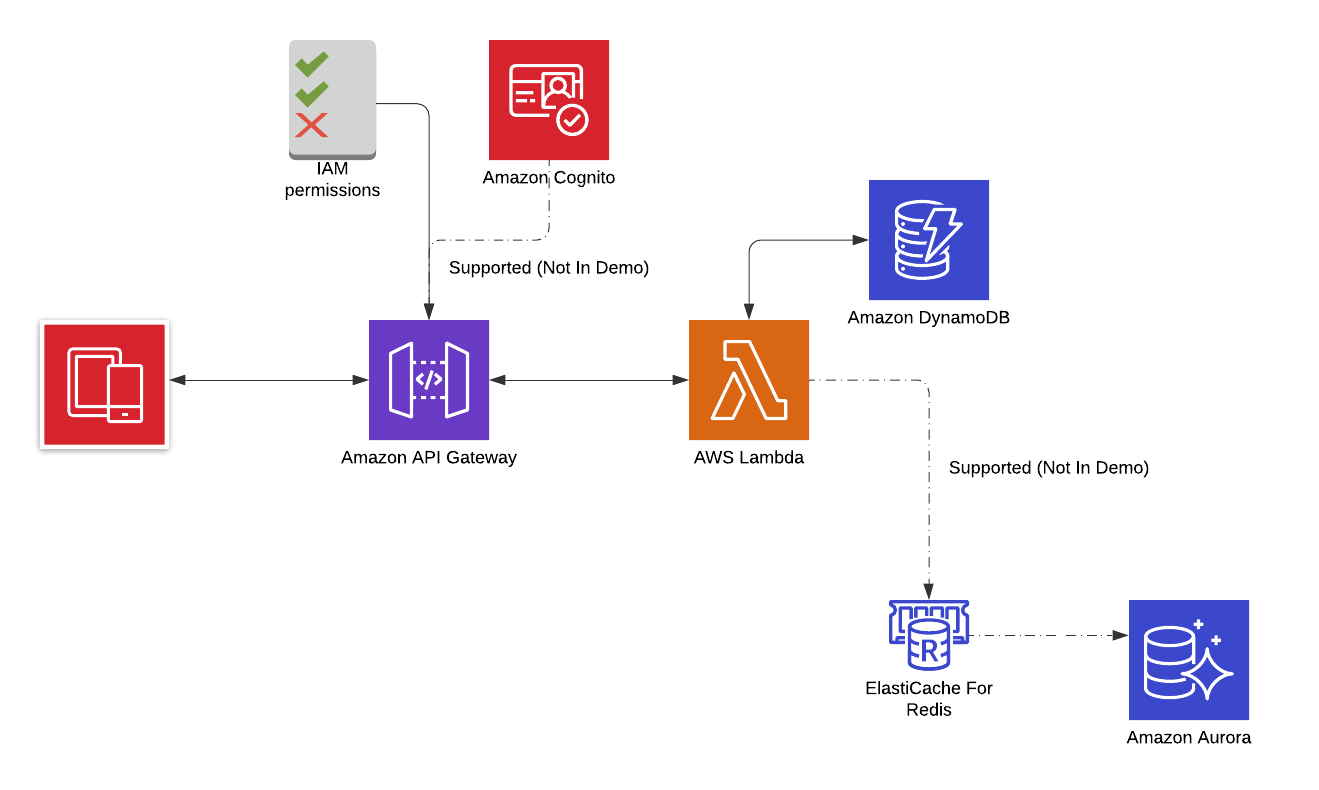 IAM
permissions
Amazon Cognito
Supported (Not In Demo)
Amazon DynamoDB
Amazon API Gateway
AWS Lambda
Supported (Not In Demo)
R
ElastiCache For
Redis
Amazon Aurora